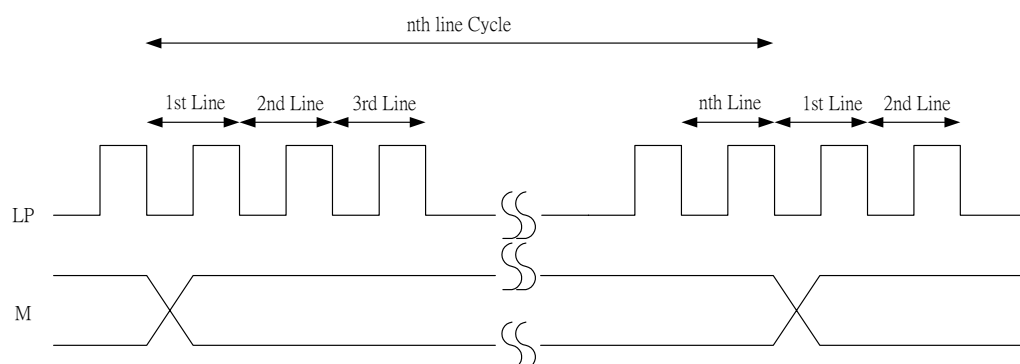 nth line Cycle
1st Line 2nd Line 3rd Line nth Line 1st Line 2nd Line
LP
M